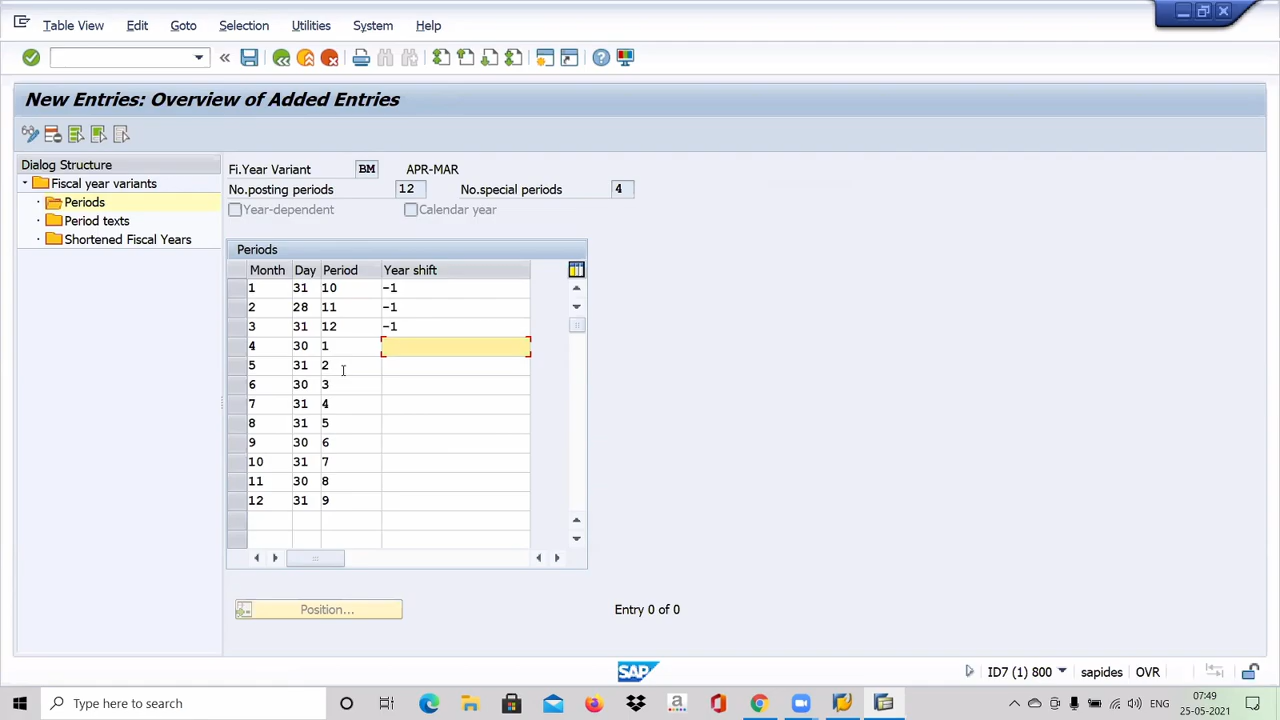 Table View Edit Goto Selection Utilities System Help
New Entries: Overview of Added Entries
Dialog Structure
Fiscal year variants
Periods
Period texts
Shortened Fiscal Years
Fi.Year Variant BM APR-MAR
No.posting periods 12 No.special periods 4
Year-dependent Calendar year
Periods
Month Day Period Year shift
1 31 10 -1
2 28 11 -1
3 31 12 -1
4 30 1
5 31 2
6 30 3
7 31 4
8 31 5
9 30 6
10 31 7
11 30 8
12 31 9
Position... Entry 0 of 0
SAP ID7 (1) 800 sapides OVR
Type here to search
ENG
07:49
25-05-2021